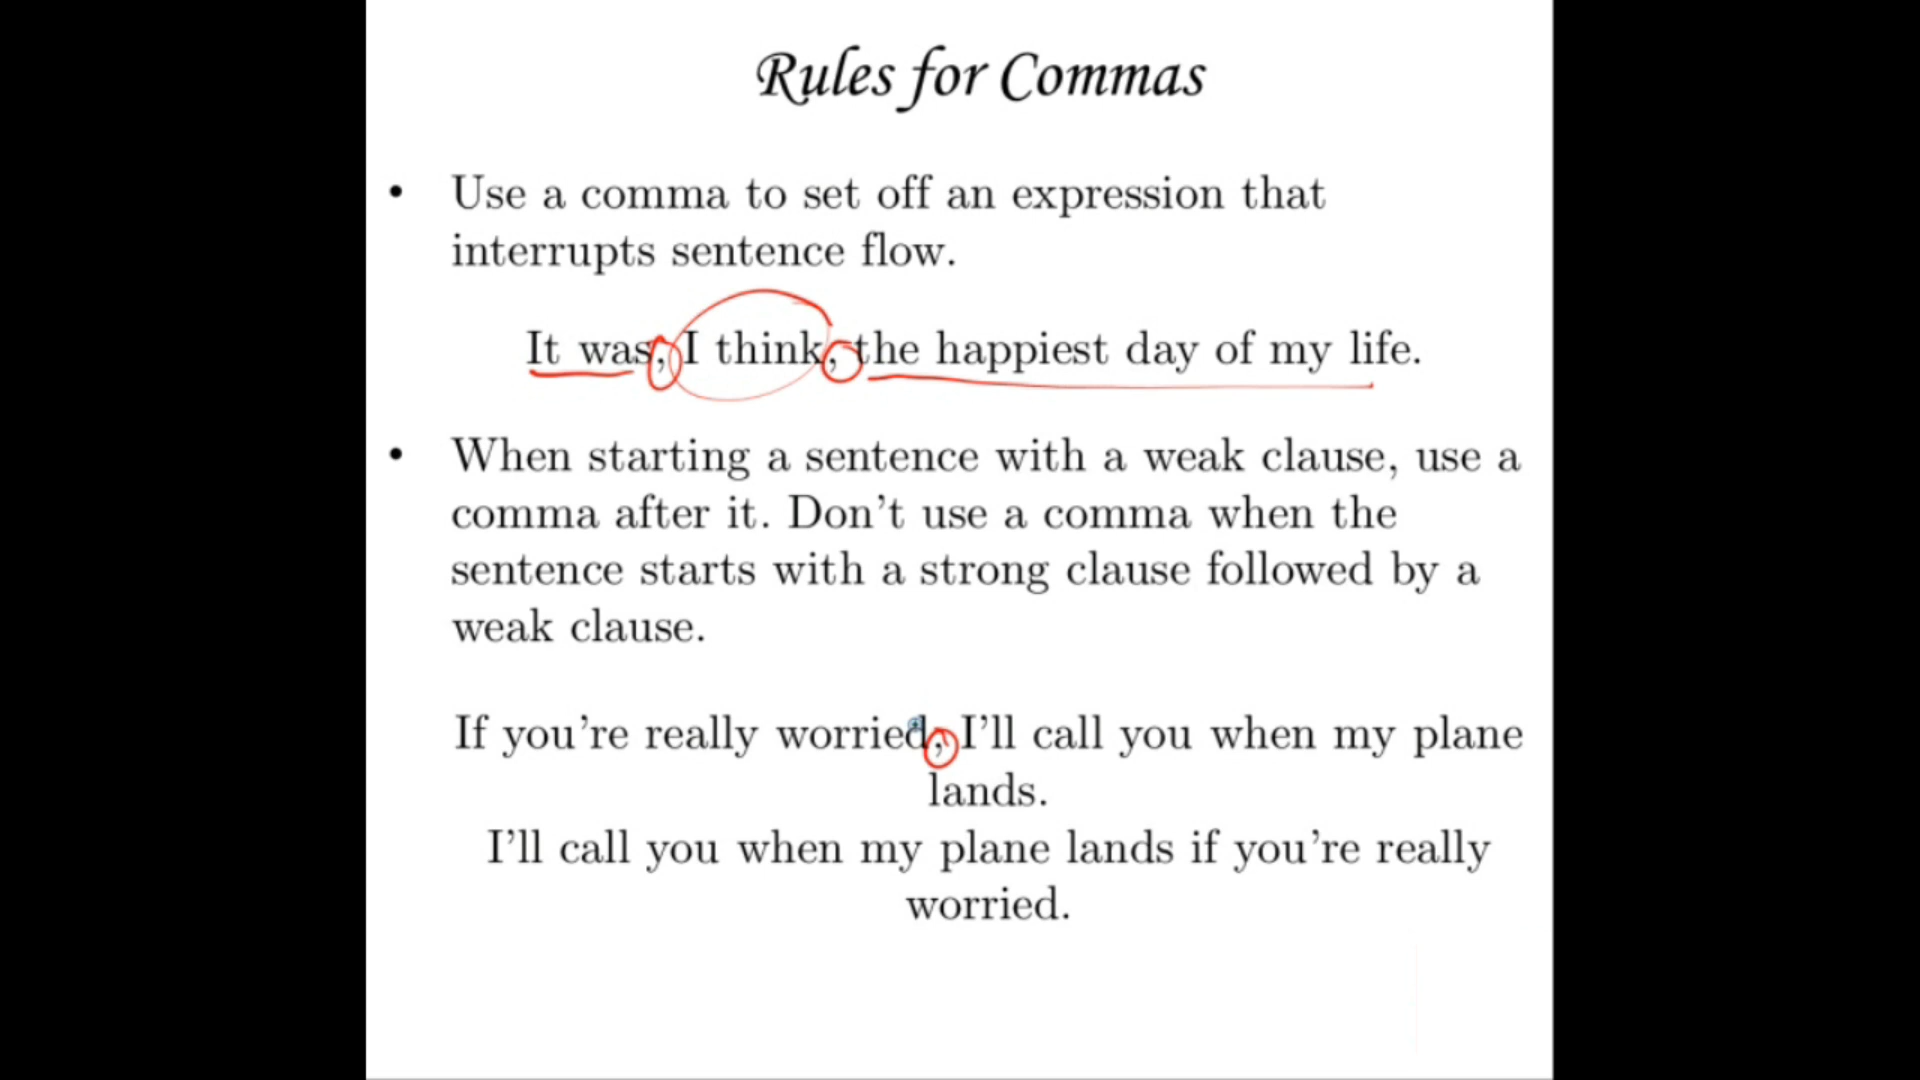 Rules for Commas
• Use a comma to set off an expression that
interrupts sentence flow.
It was, I think, the happiest day of my life.
• When starting a sentence with a weak clause, use a
comma after it. Don't use a comma when the
sentence starts with a strong clause followed by a
weak clause.
If you're really worried, I'll call you when my plane
lands.
I'll call you when my plane lands if you're really
worried.